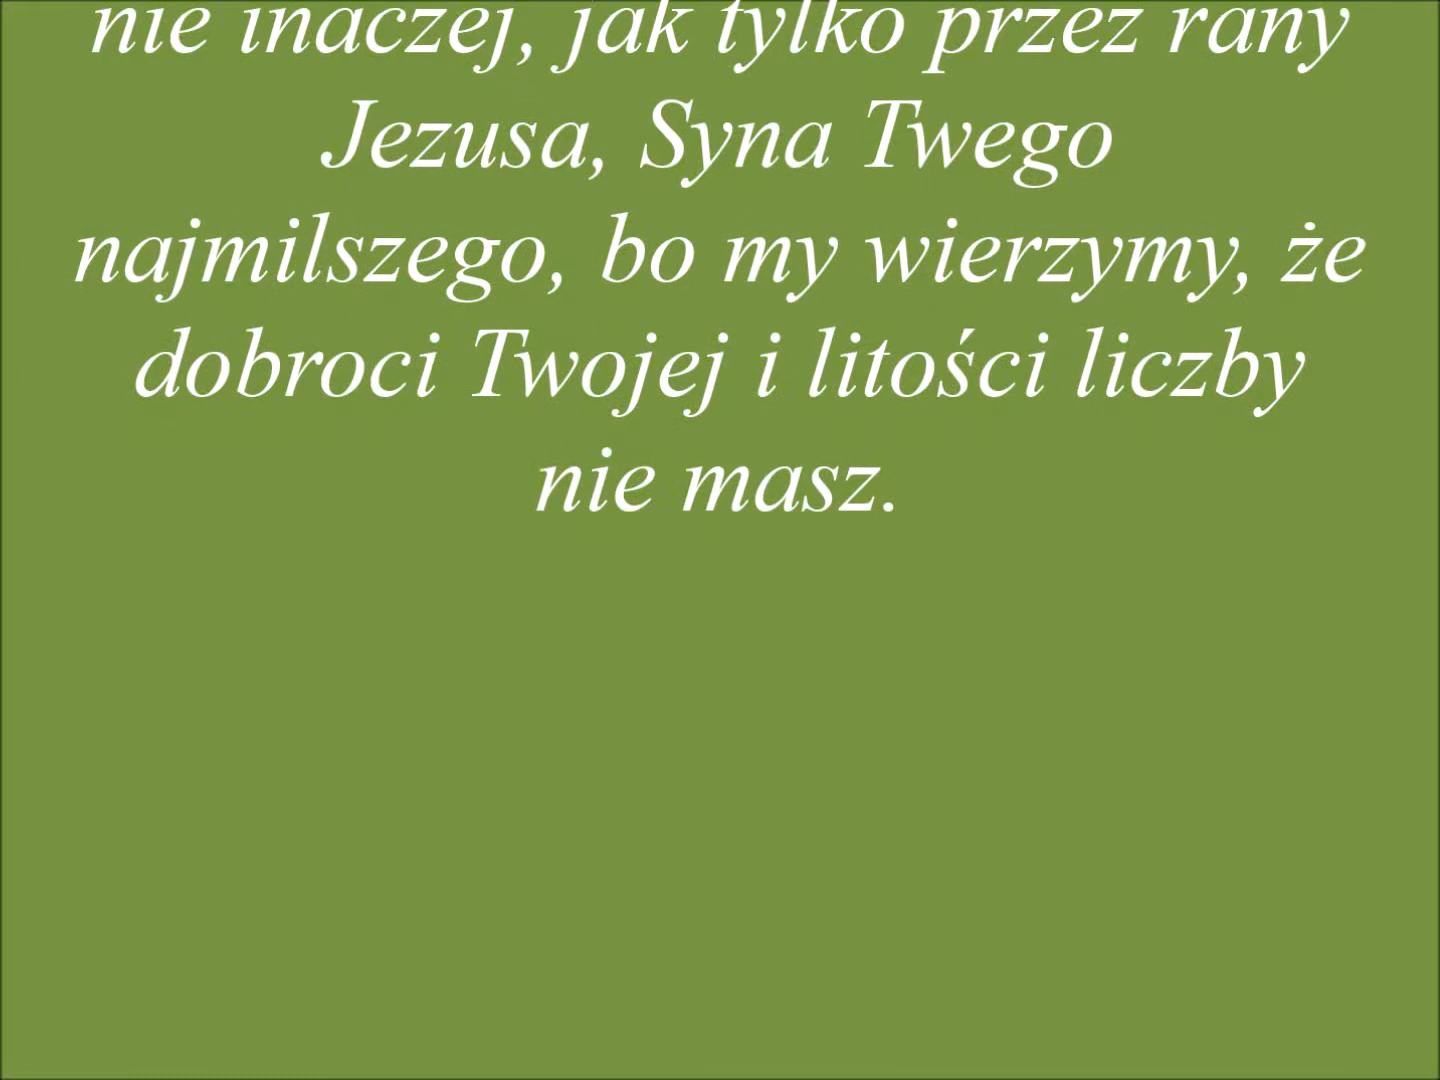 nie inaczej, jak tylko przez rany
Jezusa, Syna Twego
najmilszego, bo my wierzymy, że
dobroci Twojej i litości liczby
nie masz.